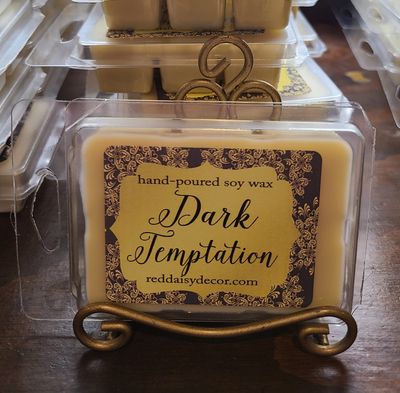 hand-poured soy wax
Dark
Temptation
reddaisydecor.com